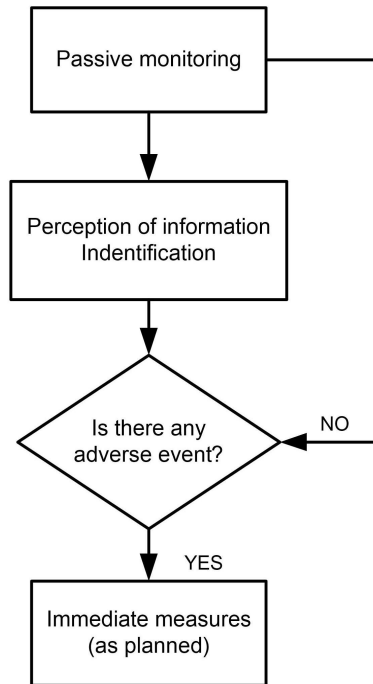 Passive monitoring
Perception of information
Indentification
Is there any
adverse event?
NO
YES
Immediate measures
(as planned)